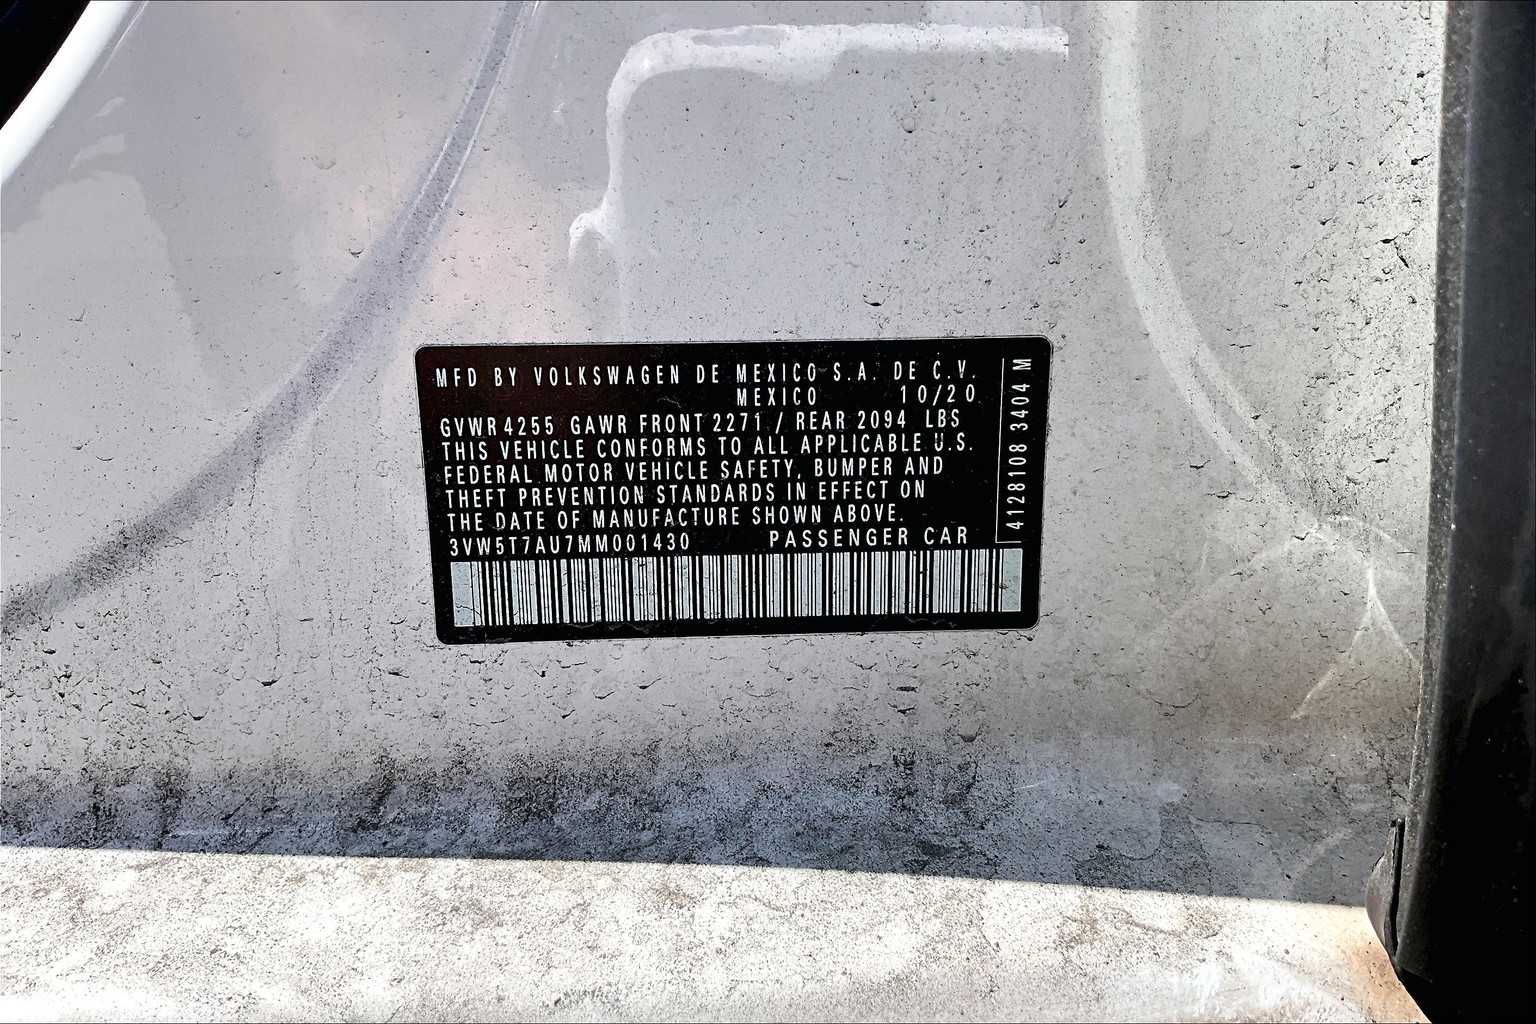 MFD BY VOLKSWAGEN DE MEXICO S.A. DE C.V.
MEXICO 10/20
GVWR 4255 GAWR FRONT 2271 / REAR 2094 LBS
THIS VEHICLE CONFORMS TO ALL APPLICABLE U.S.
FEDERAL MOTOR VEHICLE SAFETY, BUMPER AND
THEFT PREVENTION STANDARDS IN EFFECT ON
THE DATE OF MANUFACTURE SHOWN ABOVE.
3VW5T7AU7MM001430 PASSENGER CAR
4128108 3404 M